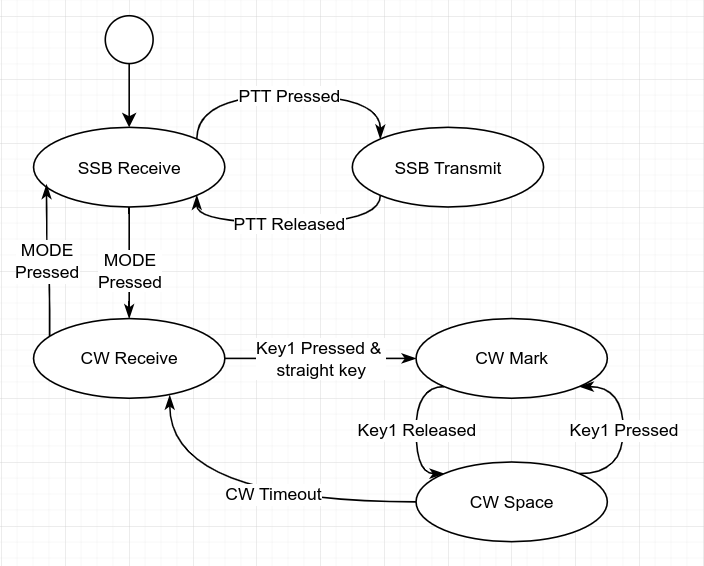 PTT Pressed
SSB Receive
SSB Transmit
PTT Released
MODE
Pressed
MODE
Pressed
CW Receive
Key1 Pressed &
straight key
CW Mark
Key1 Released
Key1 Pressed
CW Timeout
CW Space